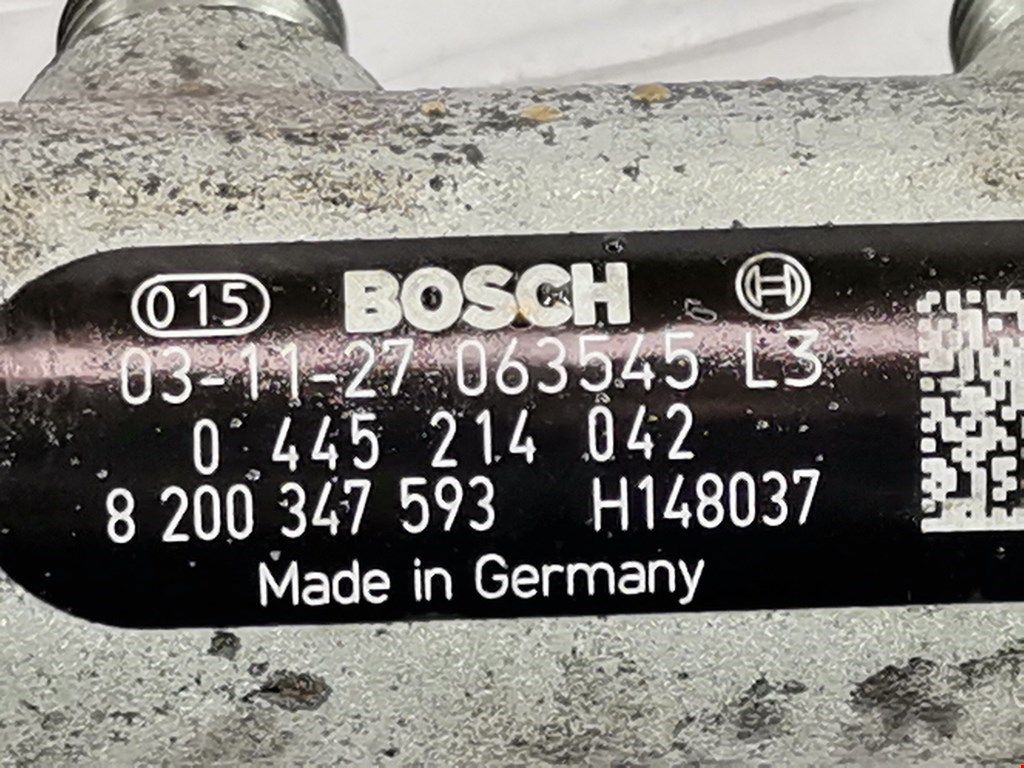 015 BOSCH
03-11-27 063545 L3
0 445 214 042
8 200 347 593 H148037
Made in Germany